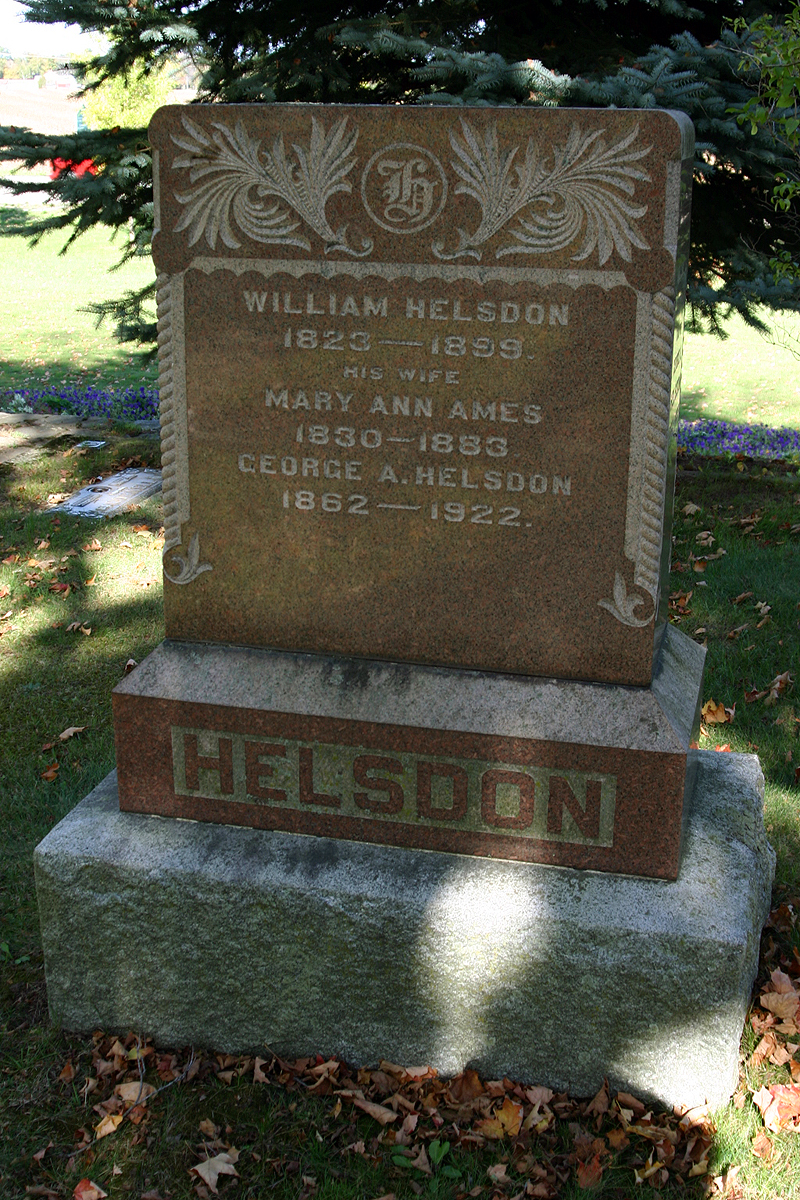 H
WILLIAM HELSDON
1823—1899.
HIS WIFE
MARY ANN AMES
1830—1883
GEORGE A. HELSDON
1862—1922.
HELSDON